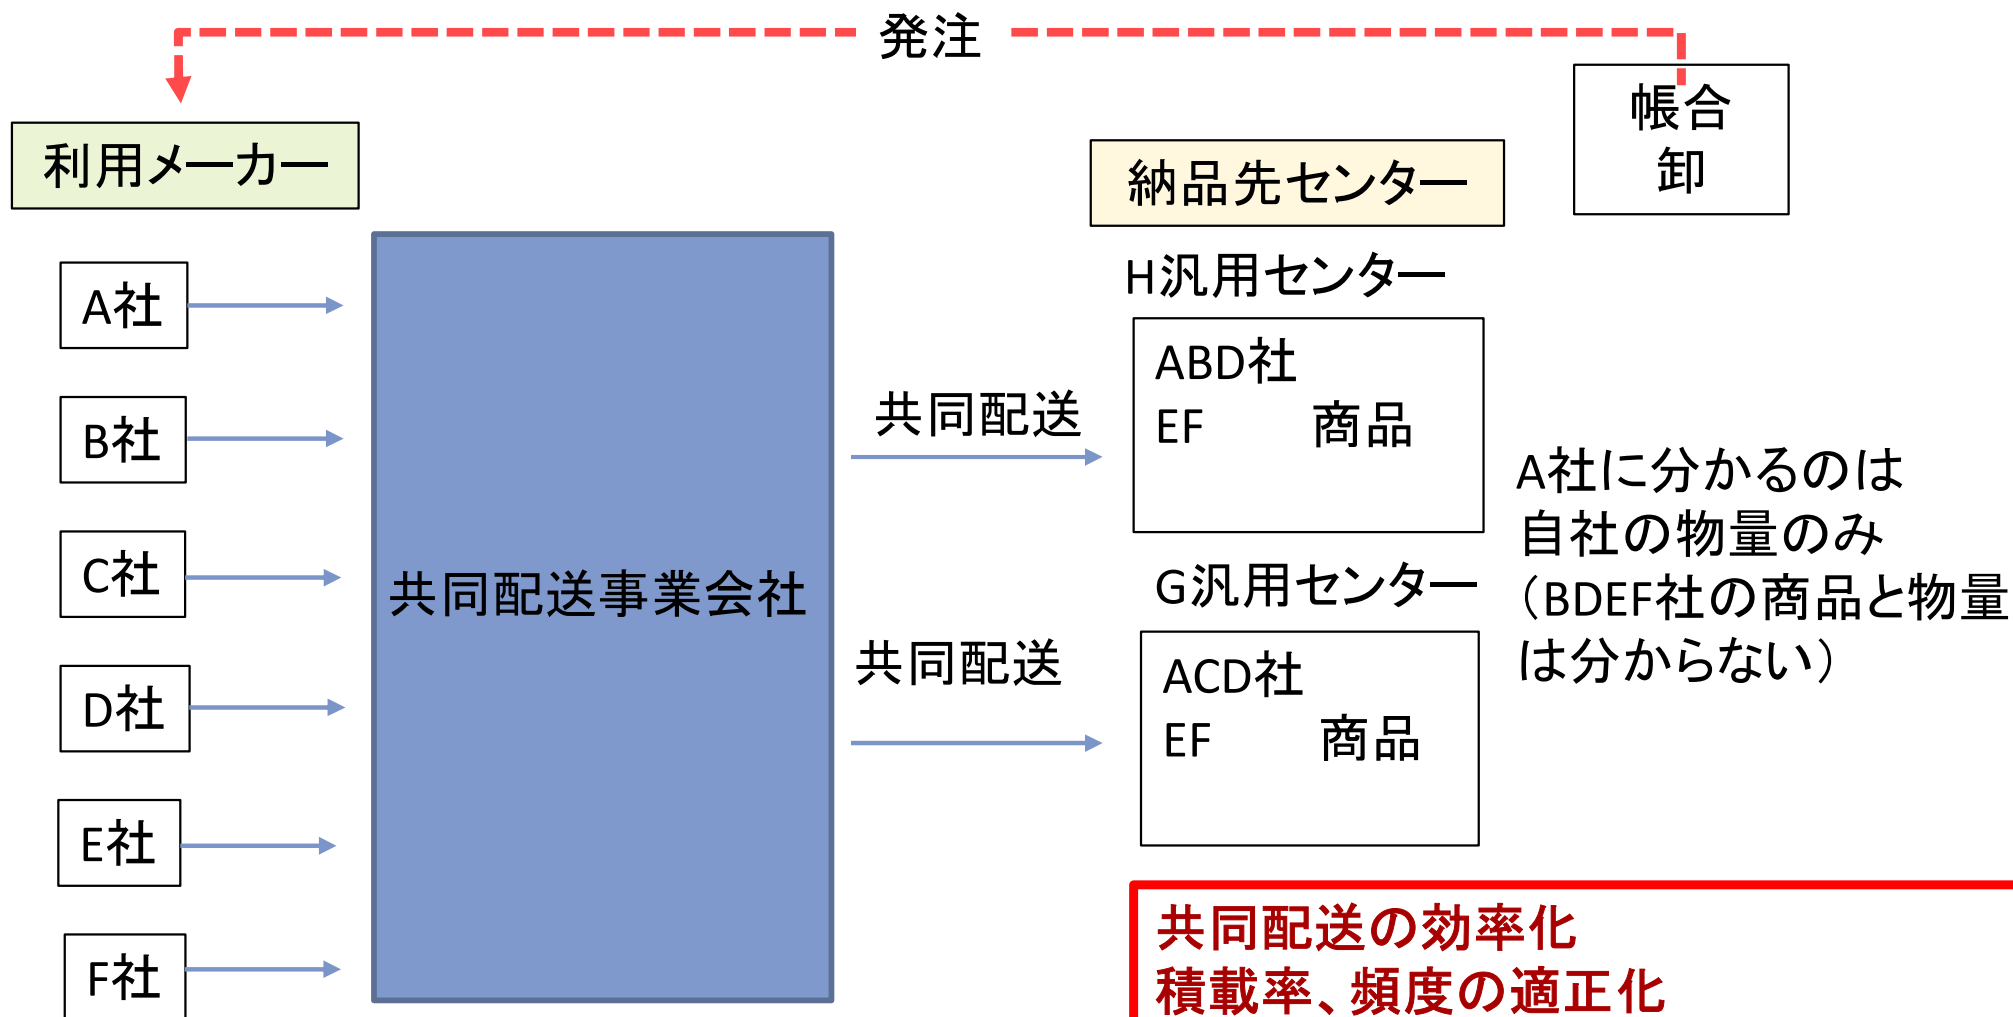 発注
帳合
卸
利用メーカー
納品先センター
H汎用センター
A社
B社
C社
D社
E社
F社
共同配送事業会社
共同配送
共同配送
ABD社
EF 商品
G汎用センター
ACD社
EF 商品
A社に分かるのは
自社の物量のみ
（BDEF社の商品と物量
は分からない）
共同配送の効率化
積載率、頻度の適正化